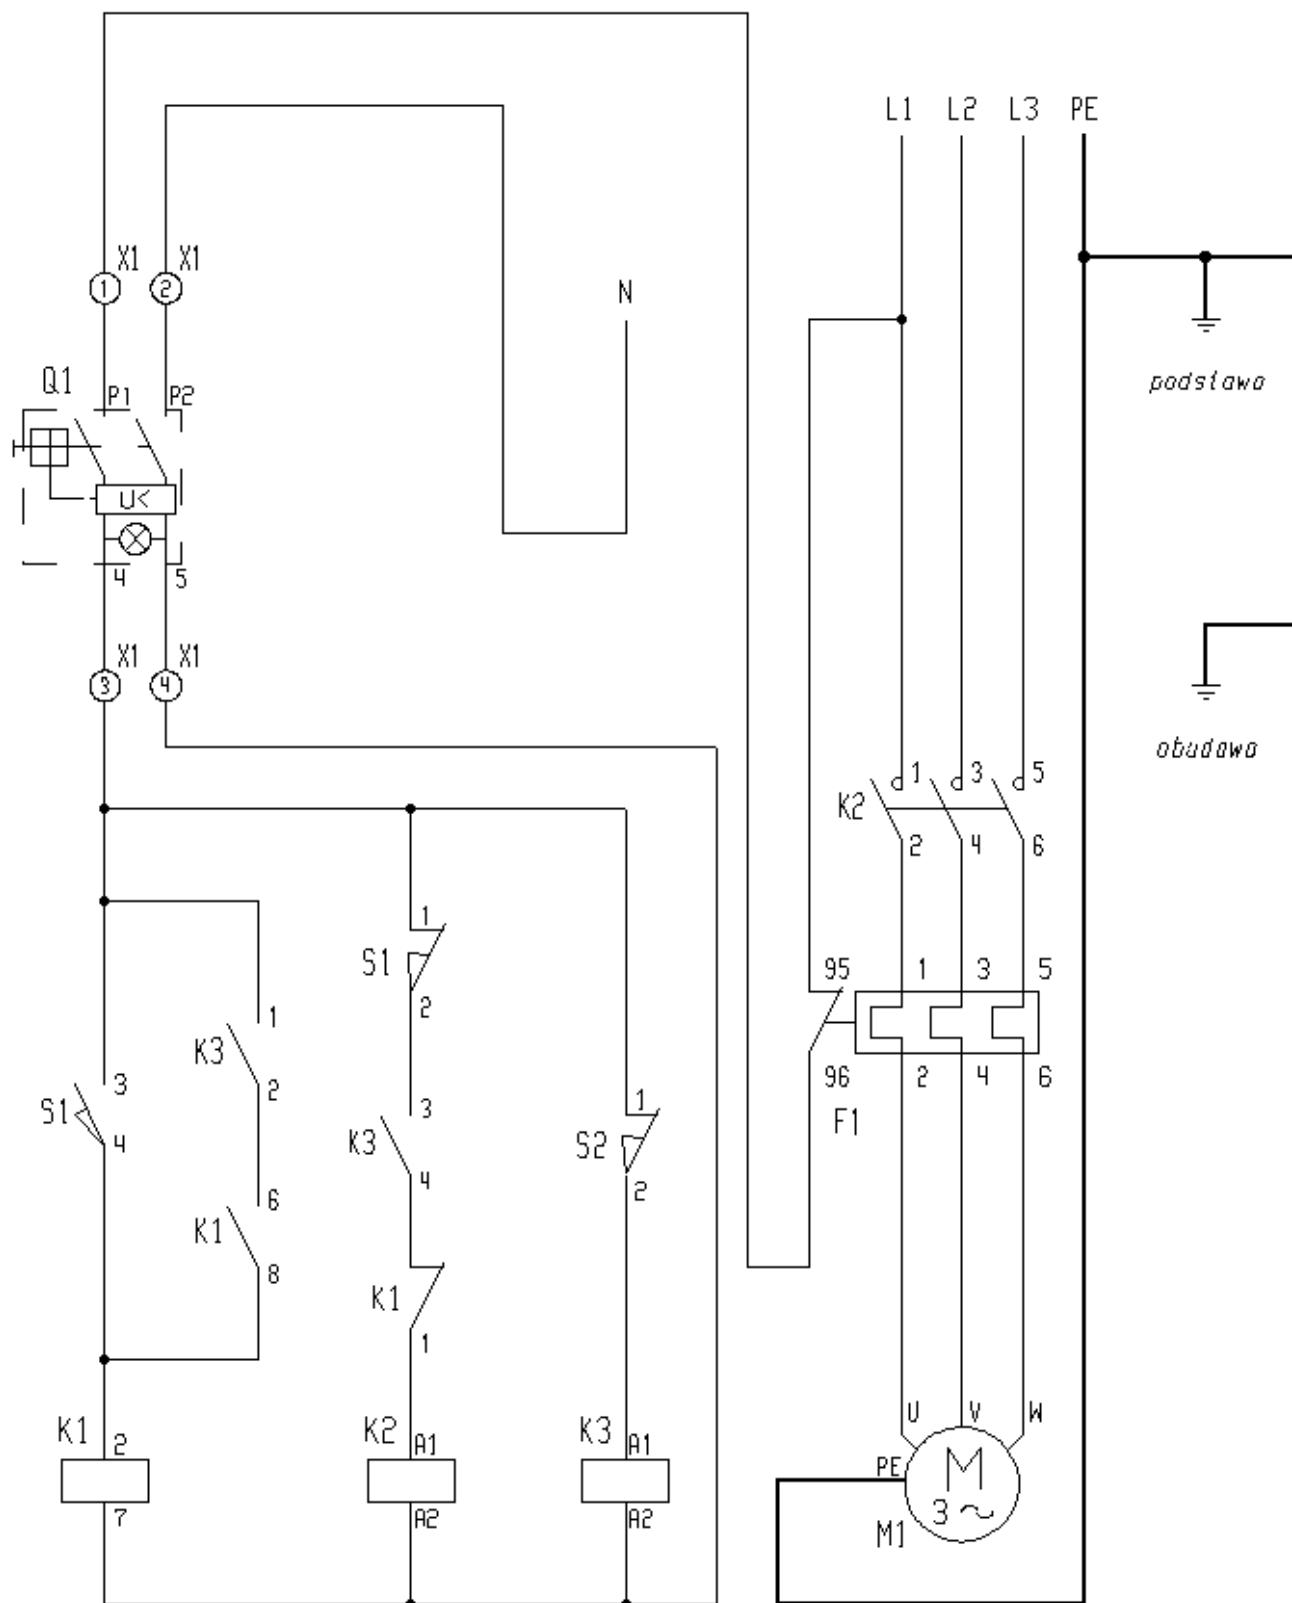 L1 L2 L3 PE
X1 X1
1 2
N
Q1 P1 P2
podstawa
U<
4 5
X1 X1
3 4
obudowa
1 3 5
K2
2 4 6
1
S1
2
95 1 3 5
96 2 4 6
F1
1
K3
2
3
S1
4
3
K3
4
1
S2
2
6
K1
8
K1
1
U V W
K1 2
K2 A1
K3 A1
PE M
3~
M1
7 A2 A2